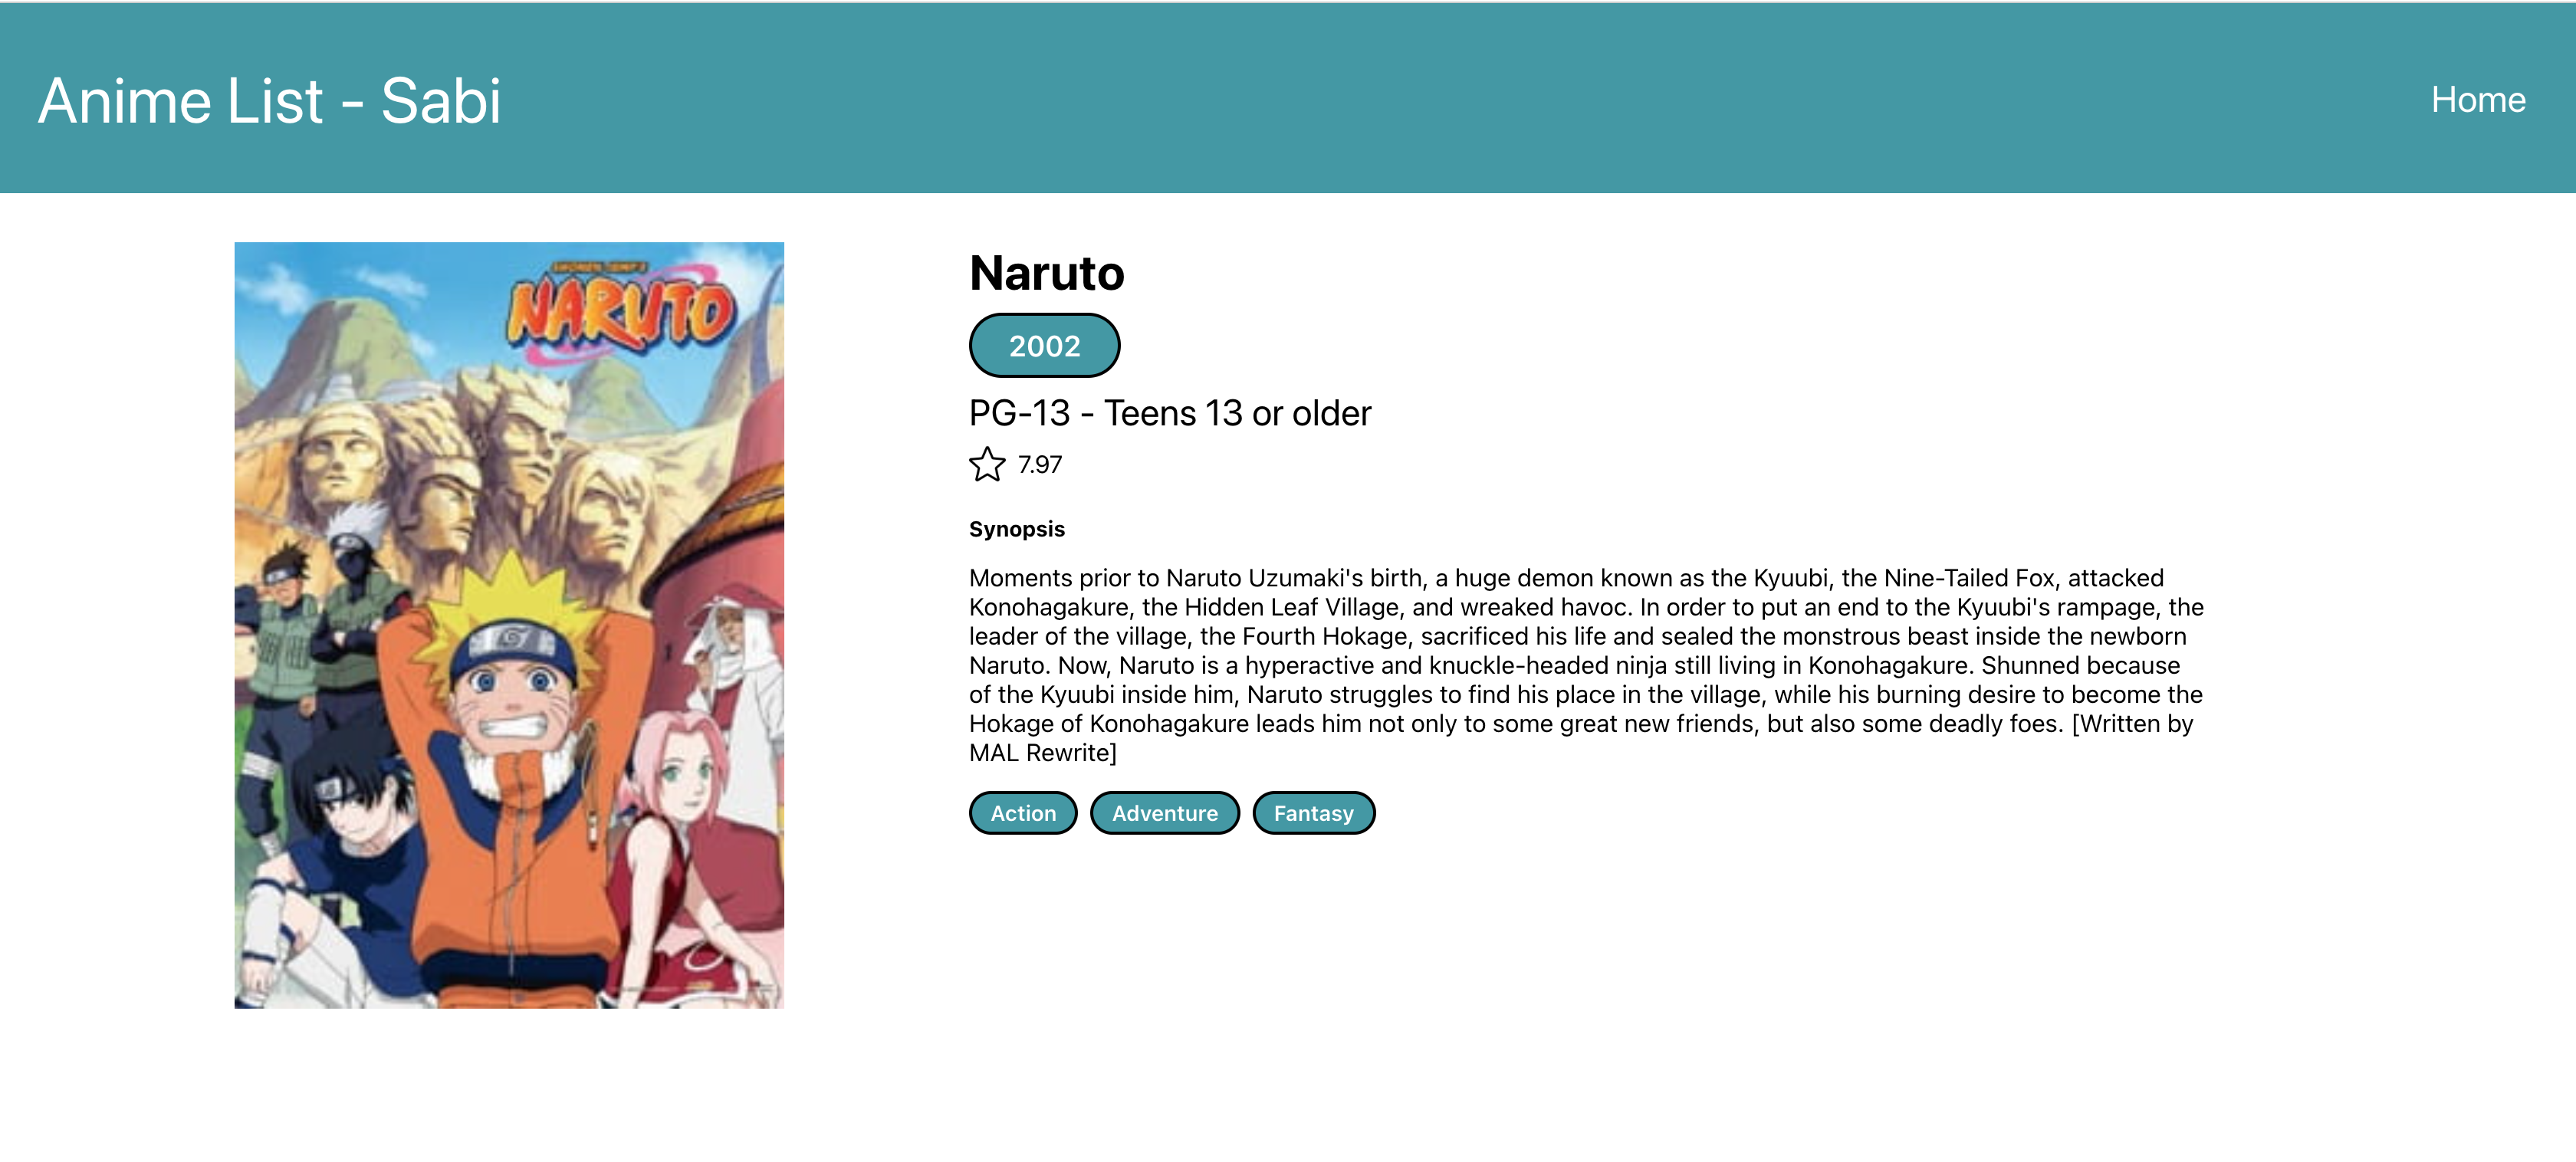 Anime List - Sabi
Home
NARUTO
Naruto
2002
PG-13 - Teens 13 or older
7.97
Synopsis
Moments prior to Naruto Uzumaki's birth, a huge demon known as the Kyuubi, the Nine-Tailed Fox, attacked
Konohagakure, the Hidden Leaf Village, and wreaked havoc. In order to put an end to the Kyuubi's rampage, the
leader of the village, the Fourth Hokage, sacrificed his life and sealed the monstrous beast inside the newborn
Naruto. Now, Naruto is a hyperactive and knuckle-headed ninja still living in Konohagakure. Shunned because
of the Kyuubi inside him, Naruto struggles to find his place in the village, while his burning desire to become the
Hokage of Konohagakure leads him not only to some great new friends, but also some deadly foes. [Written by
MAL Rewrite]
Action
Adventure
Fantasy